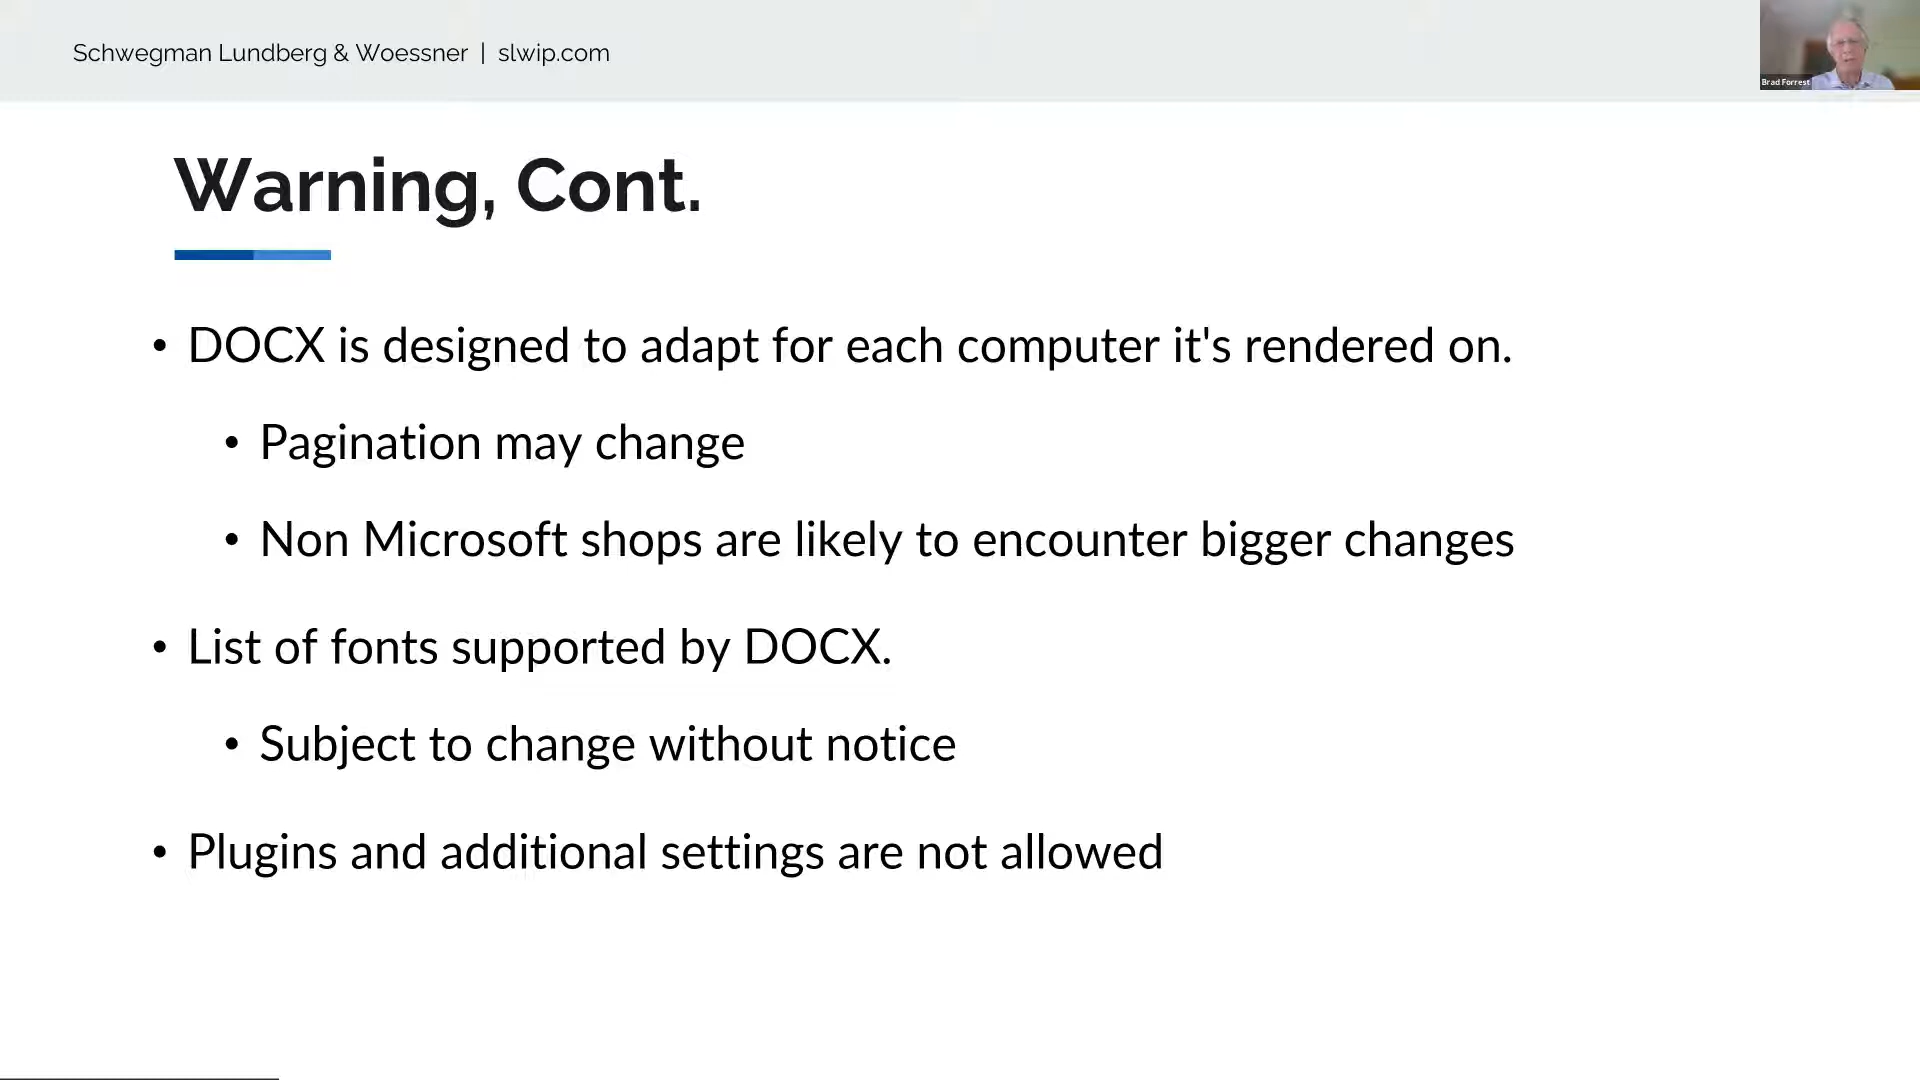 Schwegman Lundberg & Woessner | slwip.com
Brad Forrest
Warning, Cont.
• DOCX is designed to adapt for each computer it's rendered on.
• Pagination may change
• Non Microsoft shops are likely to encounter bigger changes
• List of fonts supported by DOCX.
• Subject to change without notice
• Plugins and additional settings are not allowed